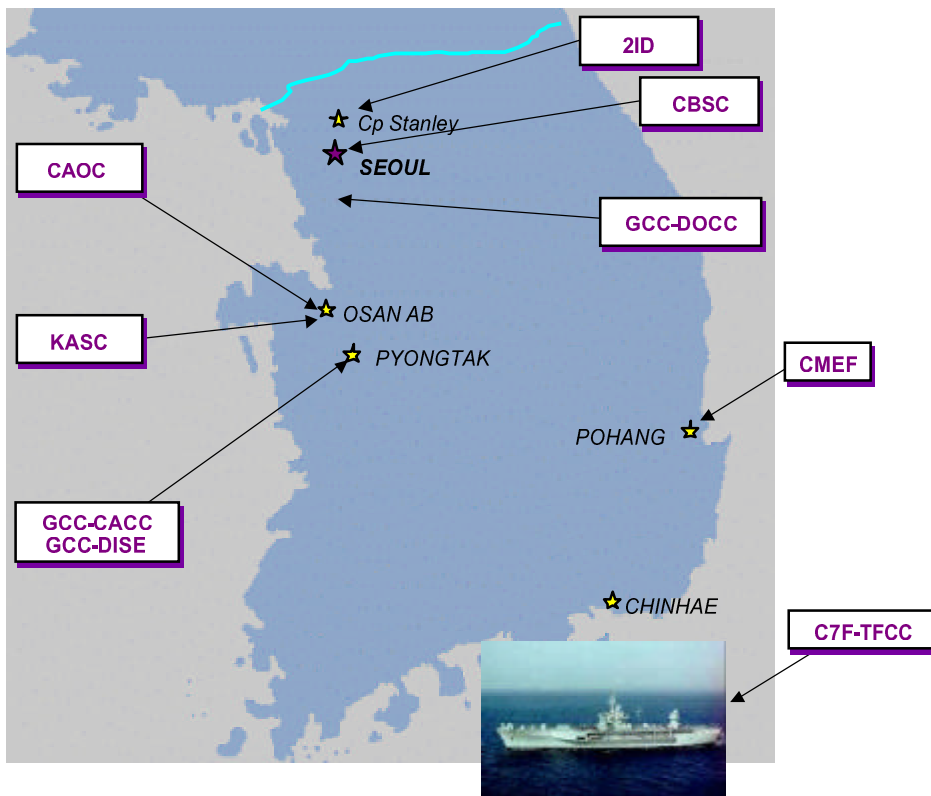 2ID
CBSC
Cp Stanley
SEOUL
CAOC
GCC-DOCC
OSAN AB
KASC
PYONGTAK
CMEF
POHANG
GCC-CACC
GCC-DISE
CHINHAE
C7F-TFCC